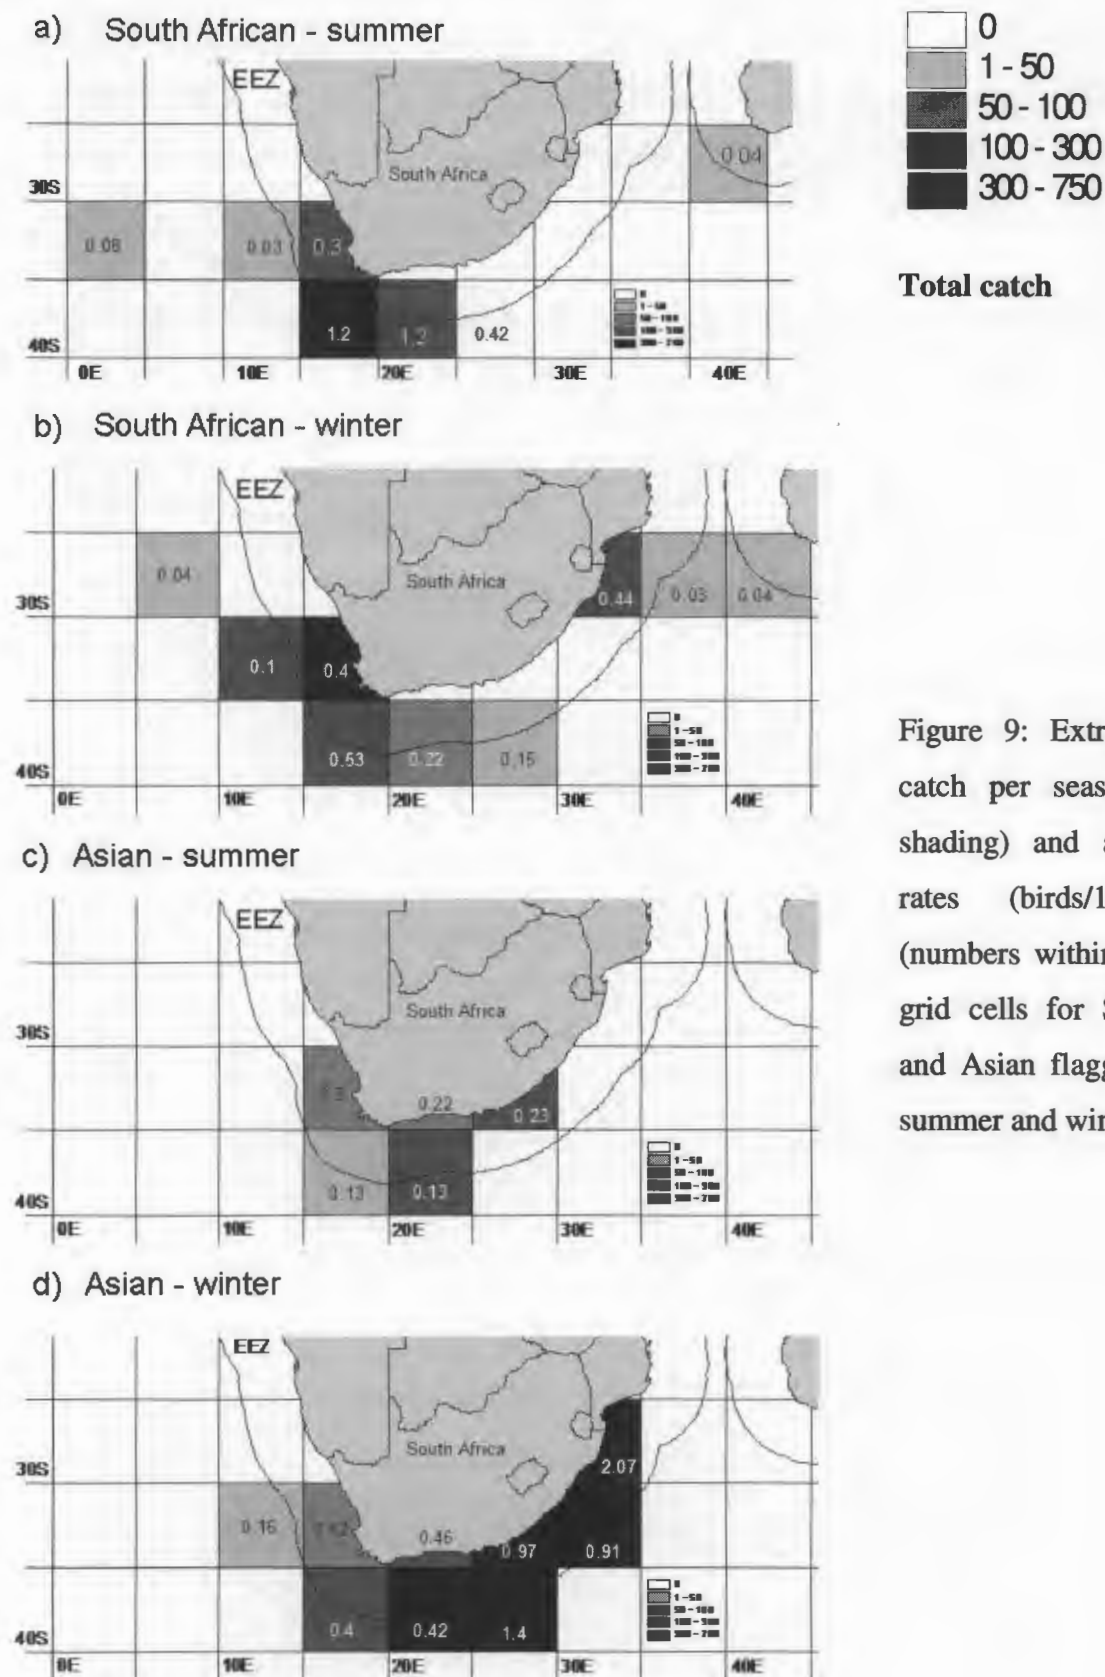 a) South African - summer
EEZ
South Africa
0.04
30S
0.06 0.03 0.3
1.2 1.2 0.42
40S
0E 10E 20E 30E 40E
0
1 - 50
50 - 100
100 - 300
300 - 750
Total catch
b) South African - winter
EEZ
0.04
South Africa
0.44 0.03 0.04
30S
0.1 0.4
0.53 0.22 0.15
40S
0E 10E 20E 30E 40E
Figure 9: Extr
catch per seas
shading) and a
rates (birds/1
(numbers within
grid cells for S
and Asian flagg
summer and win
c) Asian - summer
EEZ
South Africa
30S
0.22 0.23
0.13 0.13
40S
0E 10E 20E 30E 40E
d) Asian - winter
EEZ
South Africa
2.07
30S
0.16 0.46 0.97 0.91
0.4 0.42 1.4
40S
0E 10E 20E 30E 40E